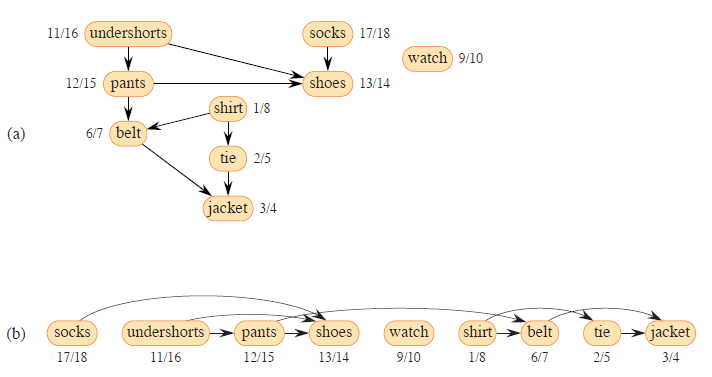 11/16 undershorts socks 17/18
watch 9/10
12/15 pants shoes 13/14
shirt 1/8
(a) 6/7 belt
tie 2/5
jacket 3/4
(b) socks undershorts pants shoes watch shirt belt tie jacket
17/18 11/16 12/15 13/14 9/10 1/8 6/7 2/5 3/4